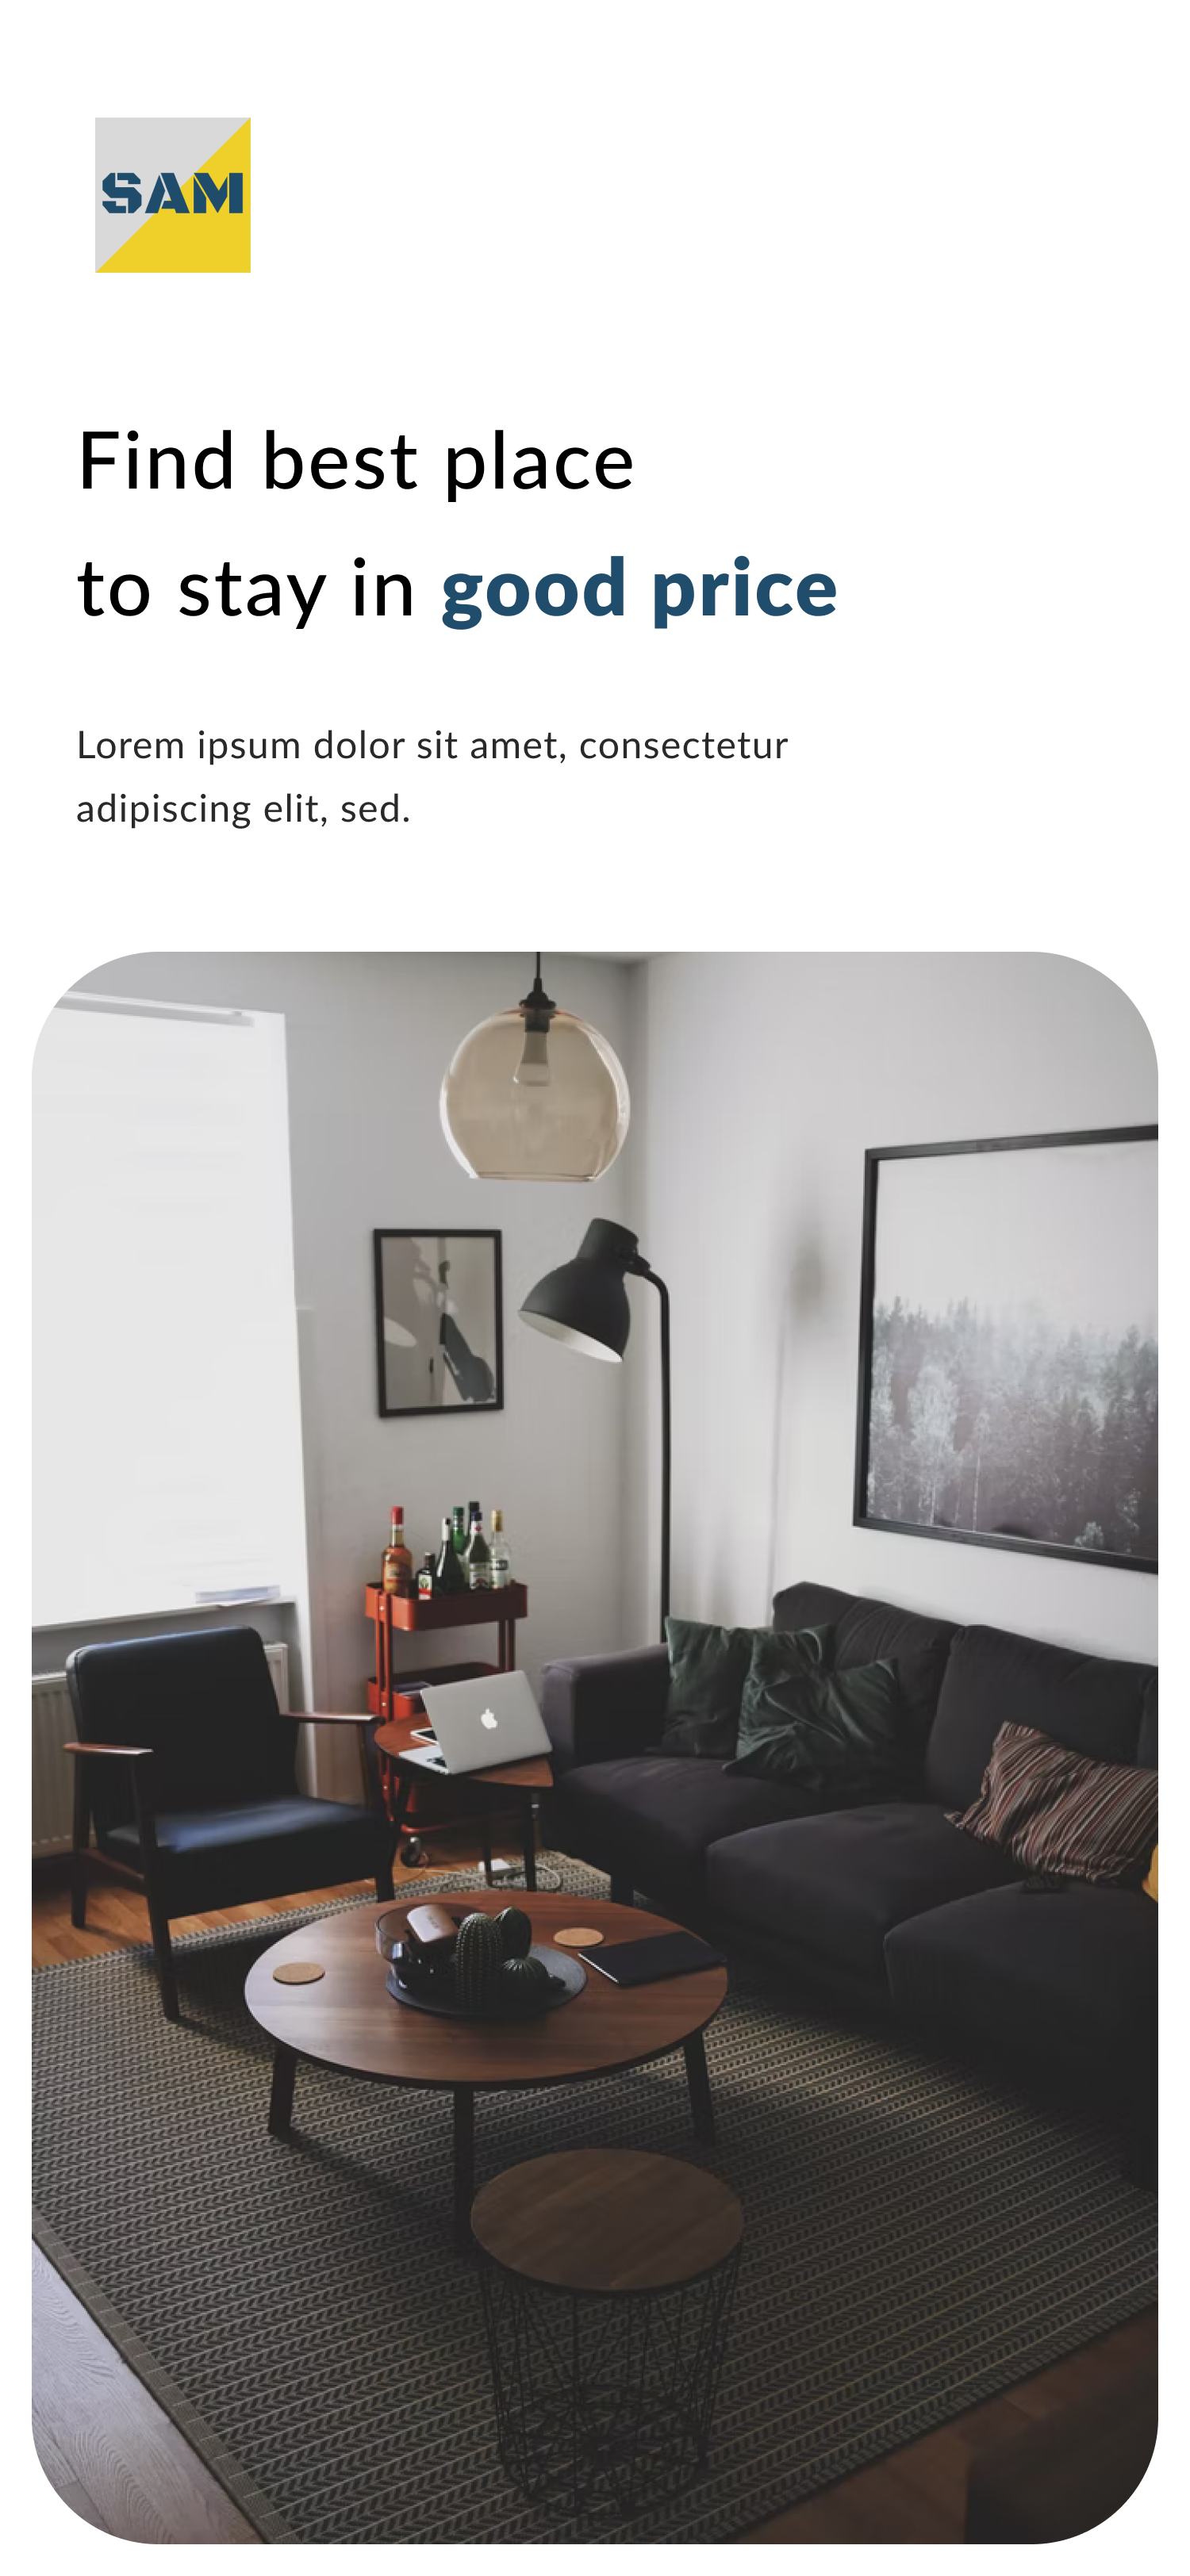 SAM
Find best place
to stay in good price
Lorem ipsum dolor sit amet, consectetur
adipiscing elit, sed.